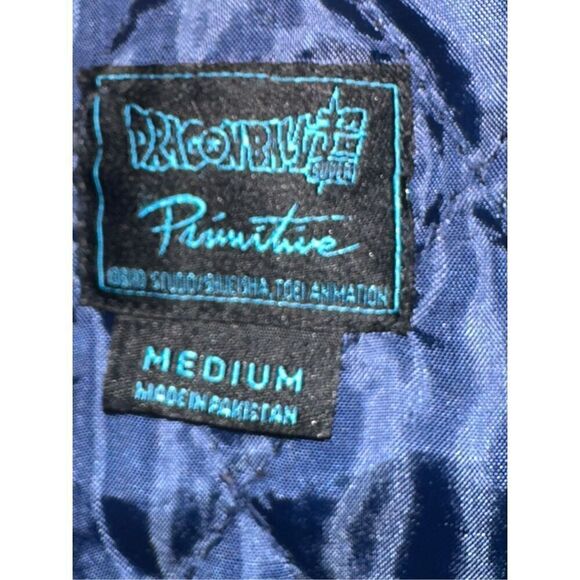 DRAGONBALL 超
SUPER
Primitive
©BIRD STUDIO/SHUEISHA, TOEI ANIMATION
MEDIUM
MADE IN PAKISTAN